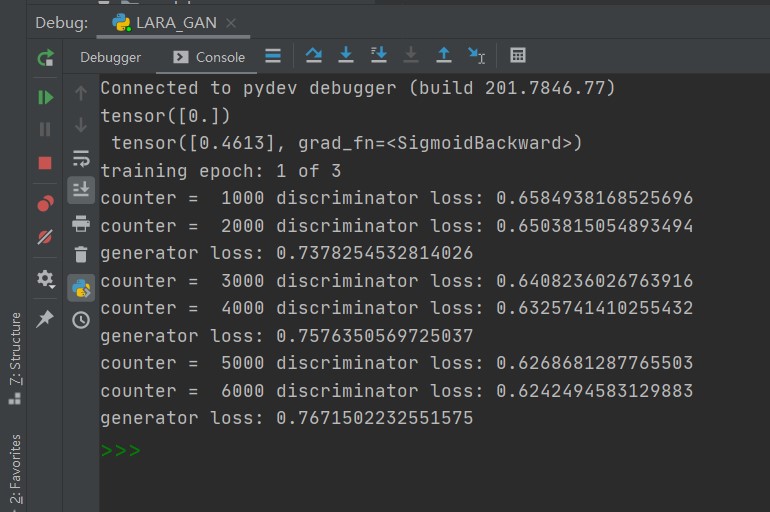 Debug: LARA_GAN
Debugger Console
Connected to pydev debugger (build 201.7846.77)
tensor([0.])
 tensor([0.4613], grad_fn=<SigmoidBackward>)
training epoch: 1 of 3
counter =  1000 discriminator loss: 0.6584938168525696
counter =  2000 discriminator loss: 0.6503815054893494
generator loss: 0.7378254532814026
counter =  3000 discriminator loss: 0.6408236026763916
counter =  4000 discriminator loss: 0.6325741410255432
generator loss: 0.7576350569725037
counter =  5000 discriminator loss: 0.6268681287765503
counter =  6000 discriminator loss: 0.6242494583129883
generator loss: 0.7671502232551575
>>>
7: Structure
2: Favorites